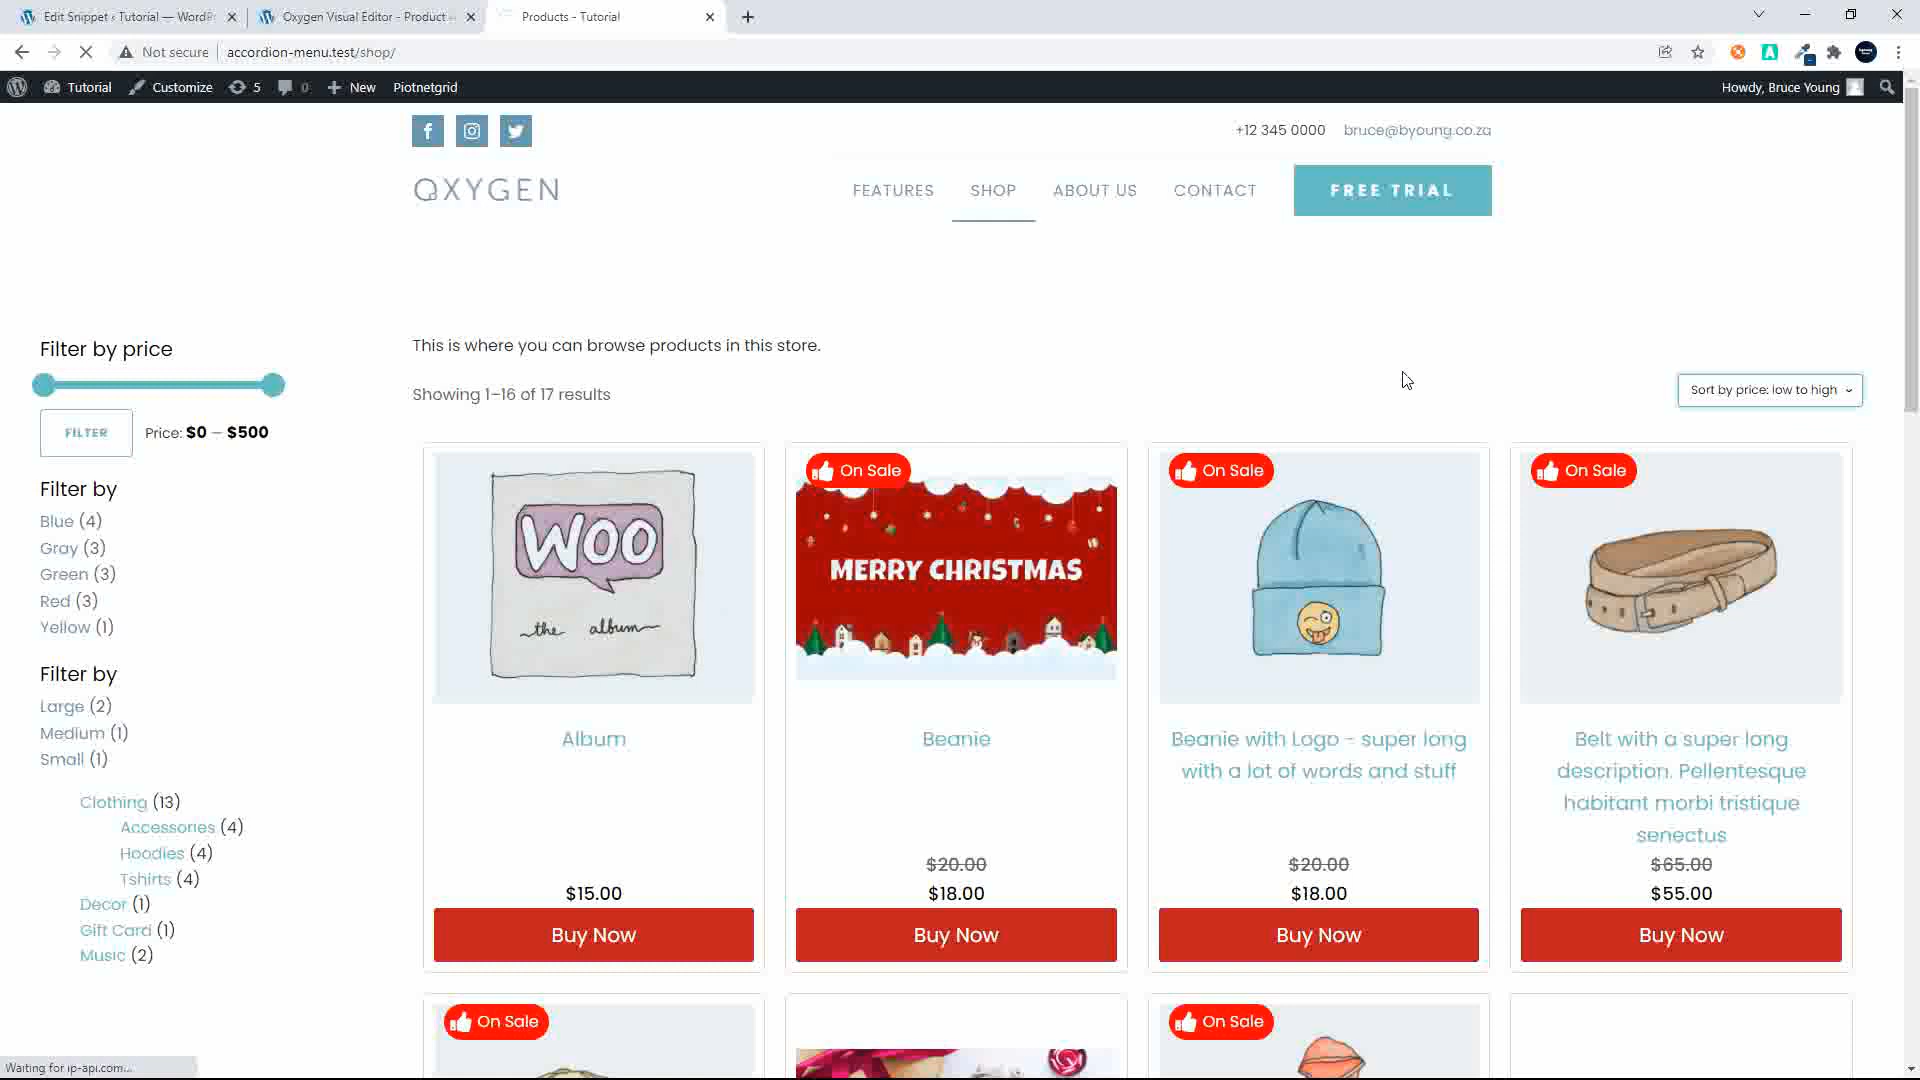 Edit Snippet ‹ Tutorial — WordPr
Oxygen Visual Editor - Product
Products - Tutorial
Not secure
accordion-menu.test/shop/
Tutorial
Customize
5
0
New
Piotnetgrid
Howdy, Bruce Young
+12 345 0000
bruce@byoung.co.za
OXYGEN
FEATURES
SHOP
ABOUT US
CONTACT
FREE TRIAL
Filter by price
This is where you can browse products in this store.
Showing 1–16 of 17 results
Sort by price: low to high
FILTER
Price: $0 — $500
Filter by
Blue (4)
Gray (3)
Green (3)
Red (3)
Yellow (1)
Filter by
Large (2)
Medium (1)
Small (1)
Clothing (13)
Accessories (4)
Hoodies (4)
Tshirts (4)
Decor (1)
Gift Card (1)
Music (2)
WOO
the album
Album
$15.00
Buy Now
On Sale
MERRY CHRISTMAS
Beanie
$20.00
$18.00
Buy Now
On Sale
Beanie with Logo - super long
with a lot of words and stuff
$20.00
$18.00
Buy Now
On Sale
Belt with a super long
description. Pellentesque
habitant morbi tristique
senectus
$65.00
$55.00
Buy Now
On Sale
On Sale
Waiting for ip-api.com...